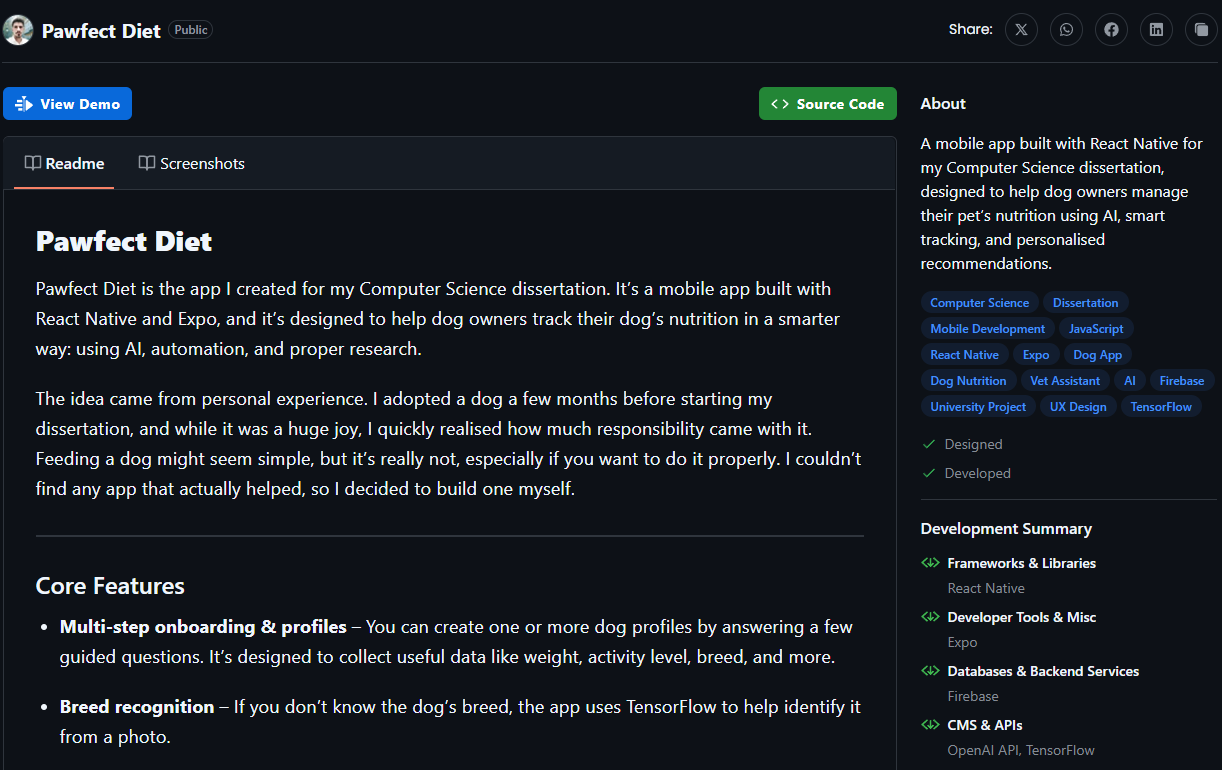 Pawfect Diet Public
Share:
View Demo
Source Code
Readme
Screenshots
Pawfect Diet
Pawfect Diet is the app I created for my Computer Science dissertation. It’s a mobile app built with
React Native and Expo, and it’s designed to help dog owners track their dog’s nutrition in a smarter
way: using AI, automation, and proper research.
The idea came from personal experience. I adopted a dog a few months before starting my
dissertation, and while it was a huge joy, I quickly realised how much responsibility came with it.
Feeding a dog might seem simple, but it’s really not, especially if you want to do it properly. I couldn’t
find any app that actually helped, so I decided to build one myself.
Core Features
• Multi-step onboarding & profiles – You can create one or more dog profiles by answering a few
guided questions. It’s designed to collect useful data like weight, activity level, breed, and more.
• Breed recognition – If you don’t know the dog’s breed, the app uses TensorFlow to help identify it
from a photo.
About
A mobile app built with React Native for
my Computer Science dissertation,
designed to help dog owners manage
their pet’s nutrition using AI, smart
tracking, and personalised
recommendations.
Computer Science Dissertation
Mobile Development JavaScript
React Native Expo Dog App
Dog Nutrition Vet Assistant AI Firebase
University Project UX Design TensorFlow
Designed
Developed
Development Summary
Frameworks & Libraries
React Native
Developer Tools & Misc
Expo
Databases & Backend Services
Firebase
CMS & APIs
OpenAI API, TensorFlow